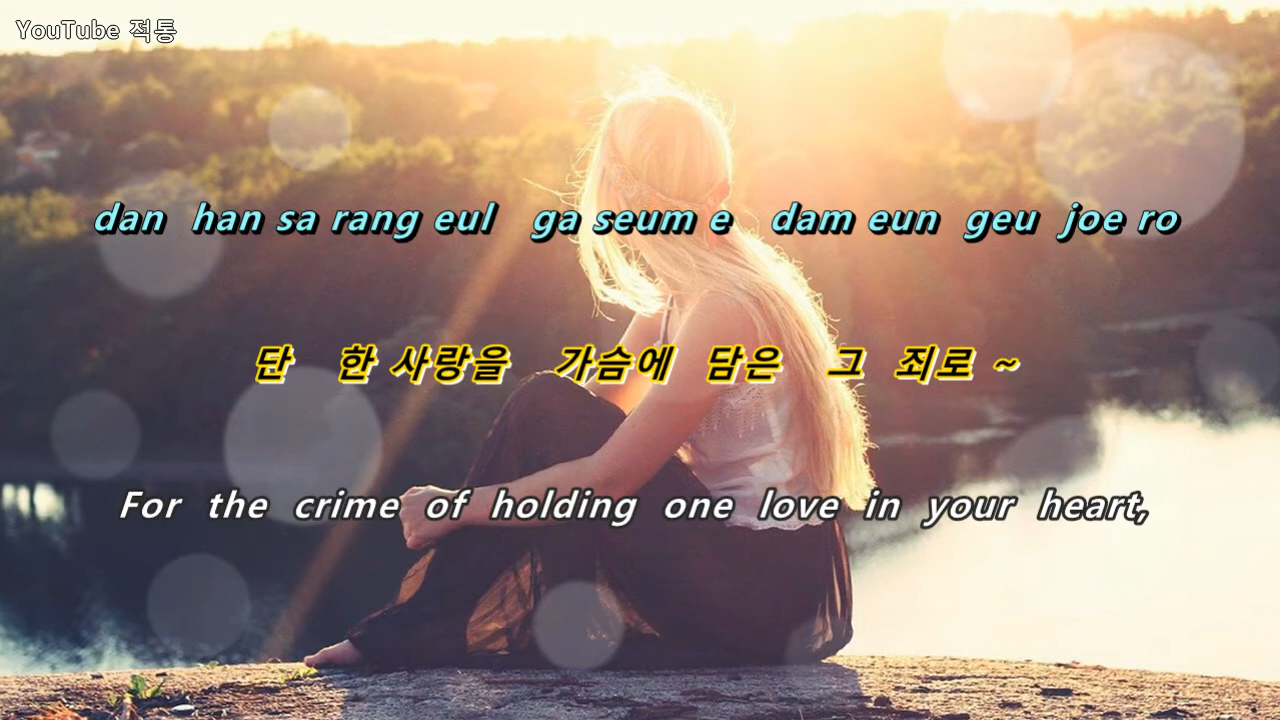 YouTube 적통
dan han sa rang eul ga seum e dam eun geu joe ro
단 한 사랑을 가슴에 담은 그 죄로 ~
For the crime of holding one love in your heart,